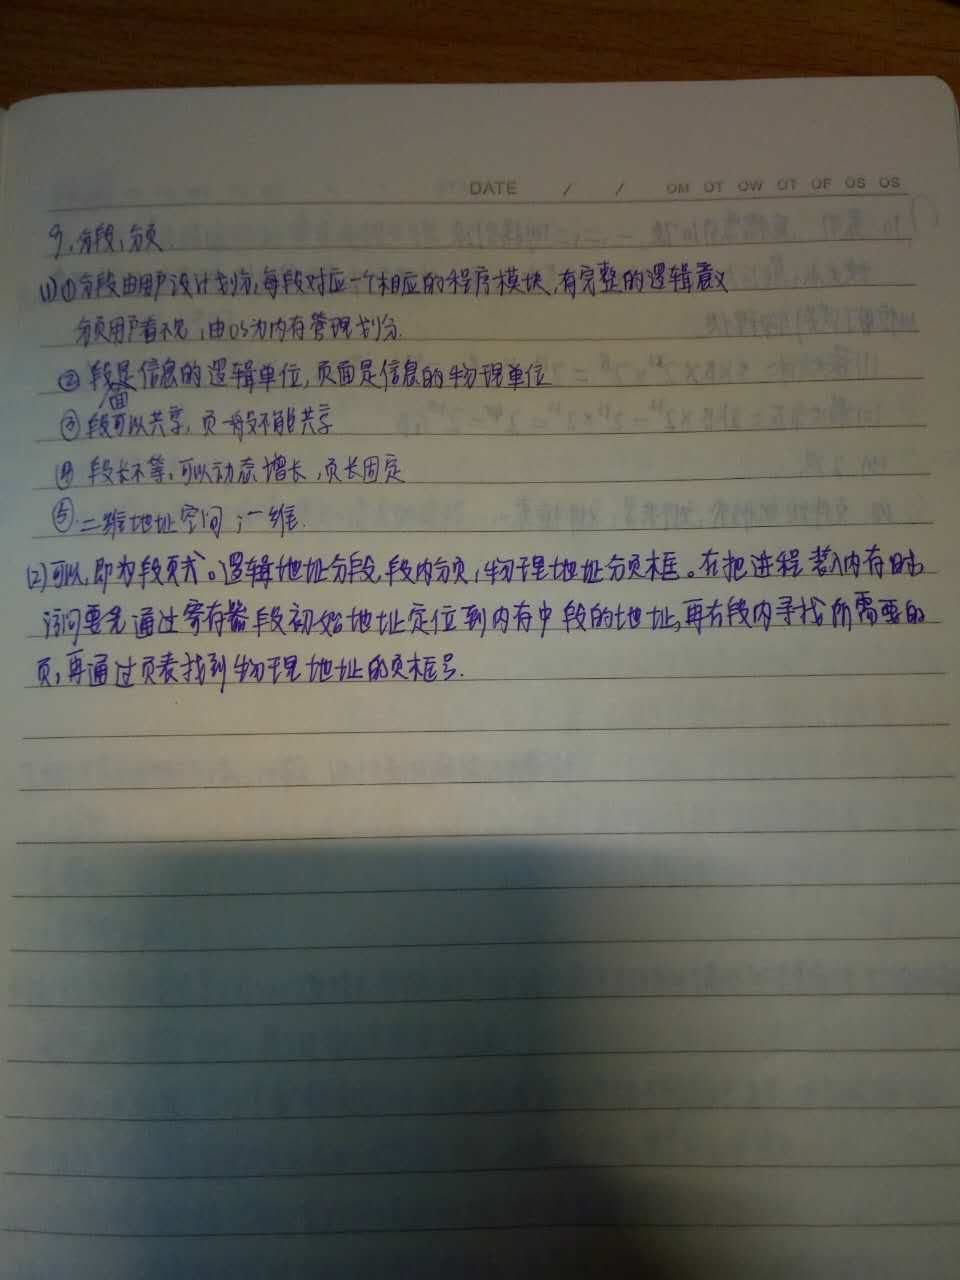 DATE / / OM OT OW OT OF OS OS
9、分段、分页
(1)①分段由用户设计划分,每段对应一个相应的程序模块,有完整的逻辑意义
分页用户看不见,由OS为内存管理划分.
②段是信息的逻辑单位,页面是信息的物理单位
③段可以共享,页一般不能共享
④段长不等,可以动态增长,页长固定
⑤二维地址空间;一维.
(2)可以,即为段页式。逻辑地址分段,段内分页,物理地址分页框。在把进程装入内存时,
访问要先通过寄存器段初始地址定位到内存中段的地址,再在段内寻找所需要的
页,再通过页表找到物理地址的页框号.